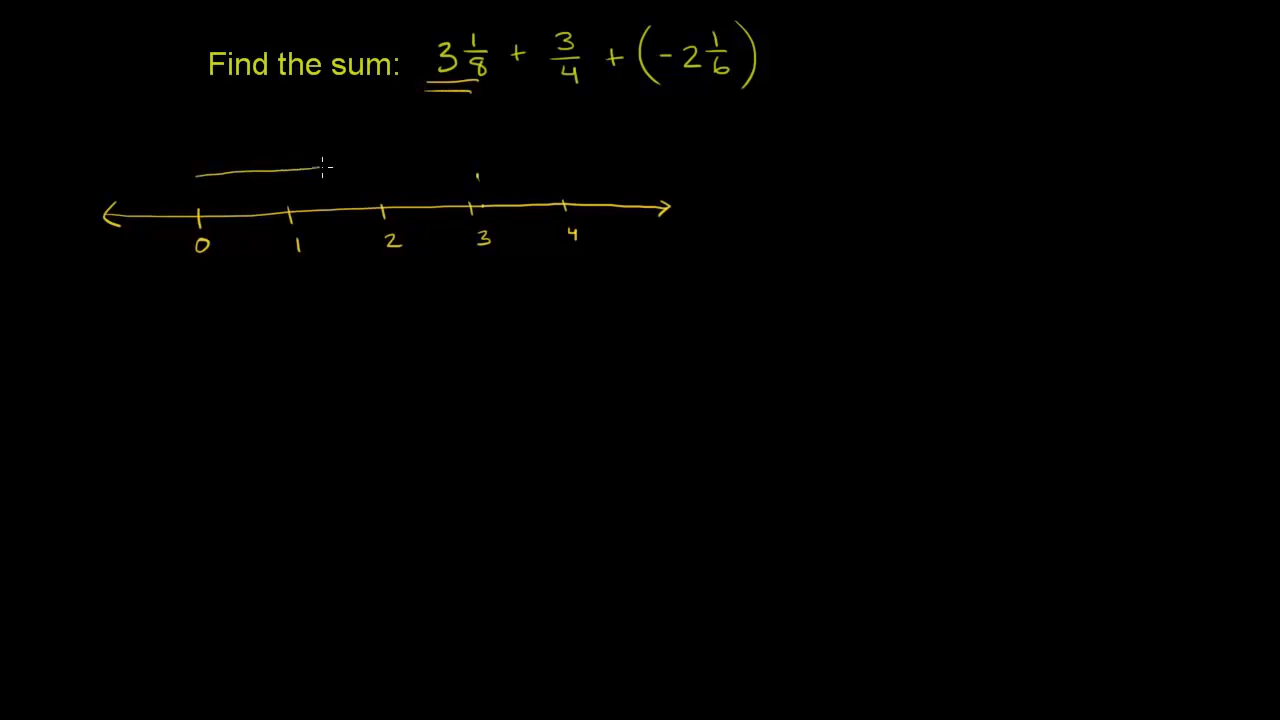 Find the sum: 3 1/8 + 3/4 + (-2 1/6)
0 1 2 3 4